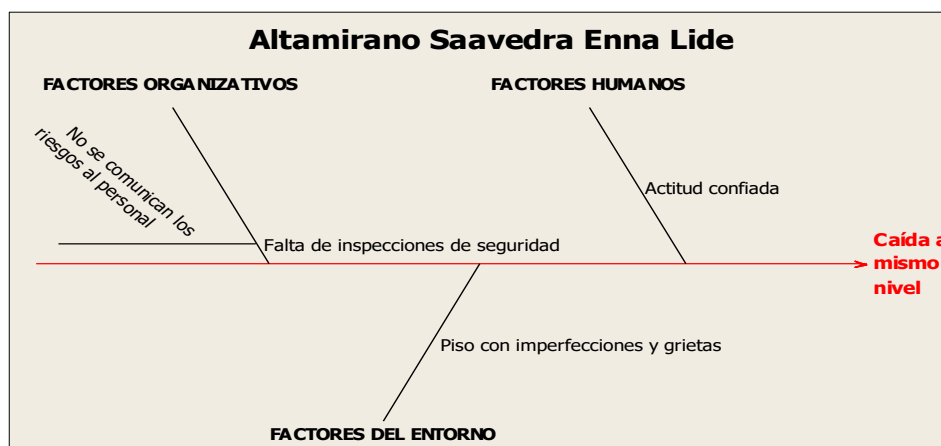 Altamirano Saavedra Enna Lide
FACTORES ORGANIZATIVOS
FACTORES HUMANOS
No se comunican los
riesgos al personal
Actitud confiada
Falta de inspecciones de seguridad
Caída a
mismo
nivel
Piso con imperfecciones y grietas
FACTORES DEL ENTORNO